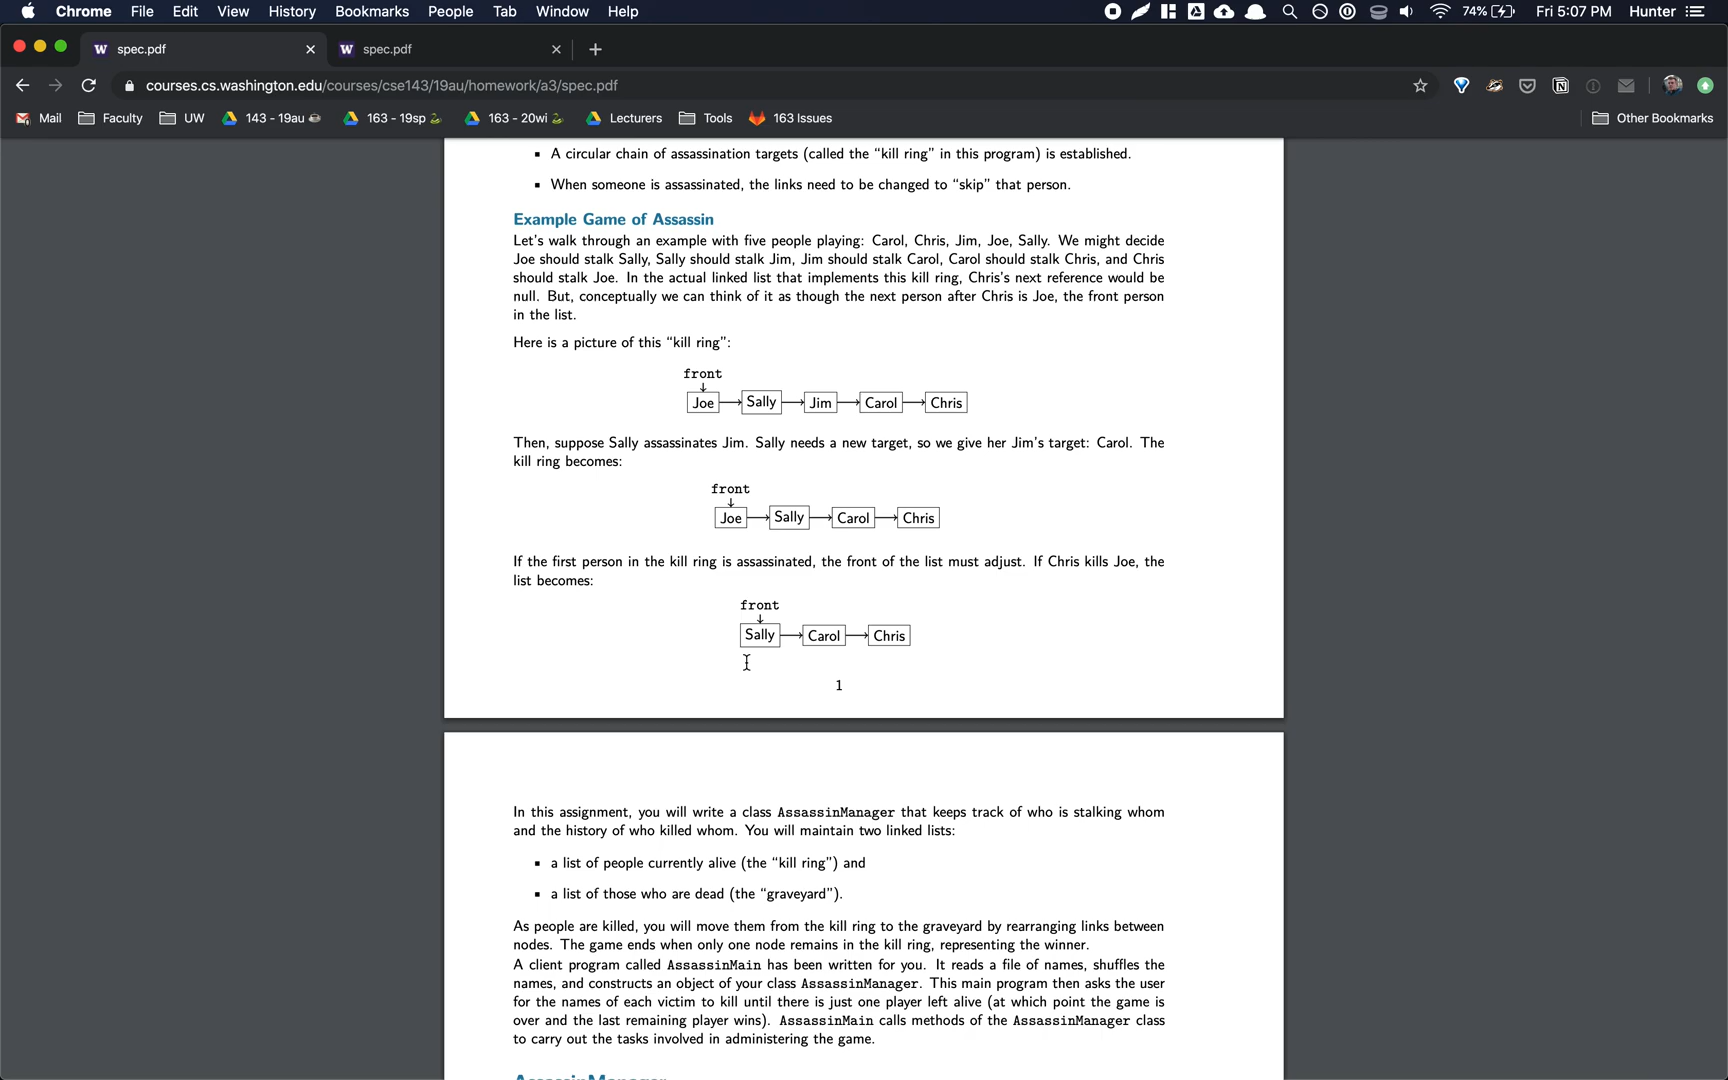 Chrome File Edit View History Bookmarks People Tab Window Help 74% Fri 5:07 PM Hunter
spec.pdf spec.pdf
courses.cs.washington.edu/courses/cse143/19au/homework/a3/spec.pdf
Mail Faculty UW 143 - 19au 163 - 19sp 163 - 20wi Lecturers Tools 163 Issues Other Bookmarks
▪ A circular chain of assassination targets (called the “kill ring” in this program) is established.
▪ When someone is assassinated, the links need to be changed to “skip” that person.
Example Game of Assassin
Let's walk through an example with five people playing: Carol, Chris, Jim, Joe, Sally. We might decide
Joe should stalk Sally, Sally should stalk Jim, Jim should stalk Carol, Carol should stalk Chris, and Chris
should stalk Joe. In the actual linked list that implements this kill ring, Chris's next reference would be
null. But, conceptually we can think of it as though the next person after Chris is Joe, the front person
in the list.
Here is a picture of this “kill ring”:
front
Joe Sally Jim Carol Chris
Then, suppose Sally assassinates Jim. Sally needs a new target, so we give her Jim's target: Carol. The
kill ring becomes:
front
Joe Sally Carol Chris
If the first person in the kill ring is assassinated, the front of the list must adjust. If Chris kills Joe, the
list becomes:
front
Sally Carol Chris
1
In this assignment, you will write a class AssassinManager that keeps track of who is stalking whom
and the history of who killed whom. You will maintain two linked lists:
▪ a list of people currently alive (the “kill ring”) and
▪ a list of those who are dead (the “graveyard”).
As people are killed, you will move them from the kill ring to the graveyard by rearranging links between
nodes. The game ends when only one node remains in the kill ring, representing the winner.
A client program called AssassinMain has been written for you. It reads a file of names, shuffles the
names, and constructs an object of your class AssassinManager. This main program then asks the user
for the names of each victim to kill until there is just one player left alive (at which point the game is
over and the last remaining player wins). AssassinMain calls methods of the AssassinManager class
to carry out the tasks involved in administering the game.
AssassinManager